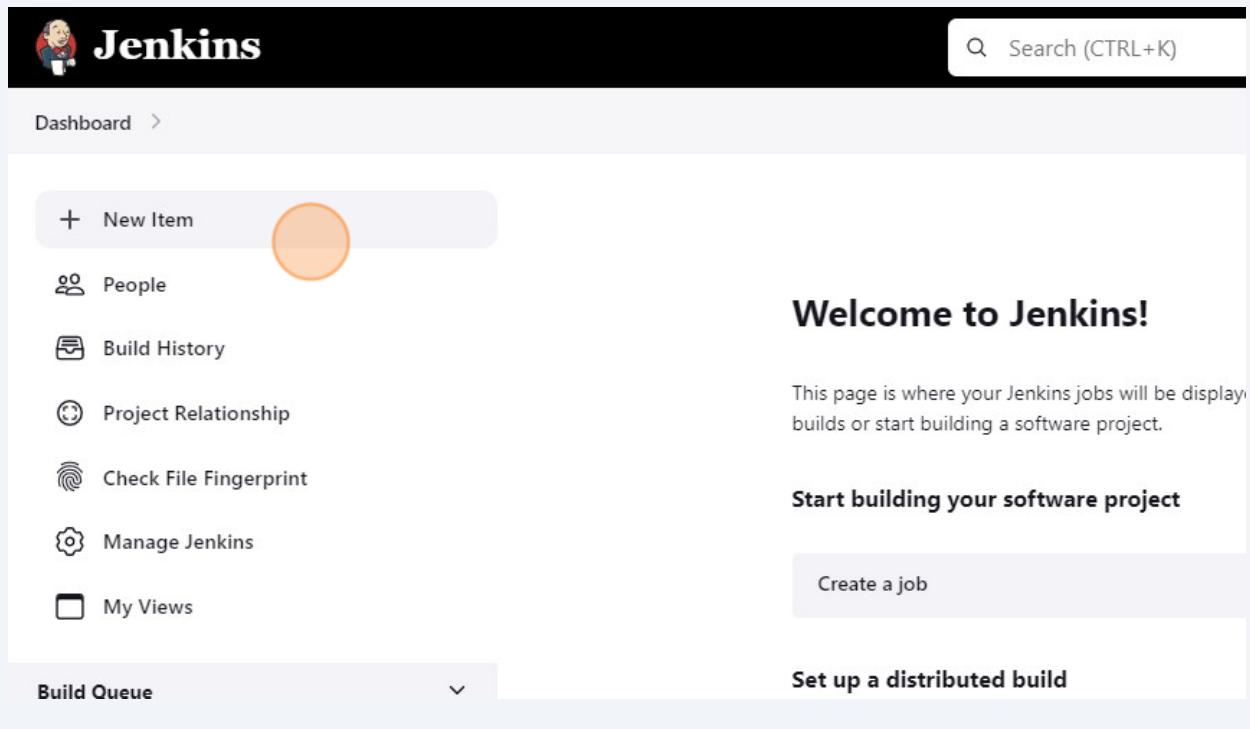 Jenkins
Search (CTRL+K)
Dashboard
New Item
People
Build History
Project Relationship
Check File Fingerprint
Manage Jenkins
My Views
Build Queue
Welcome to Jenkins!
This page is where your Jenkins jobs will be
builds or start building a software project.
Start building your software project
Create a job
Set up a distributed build